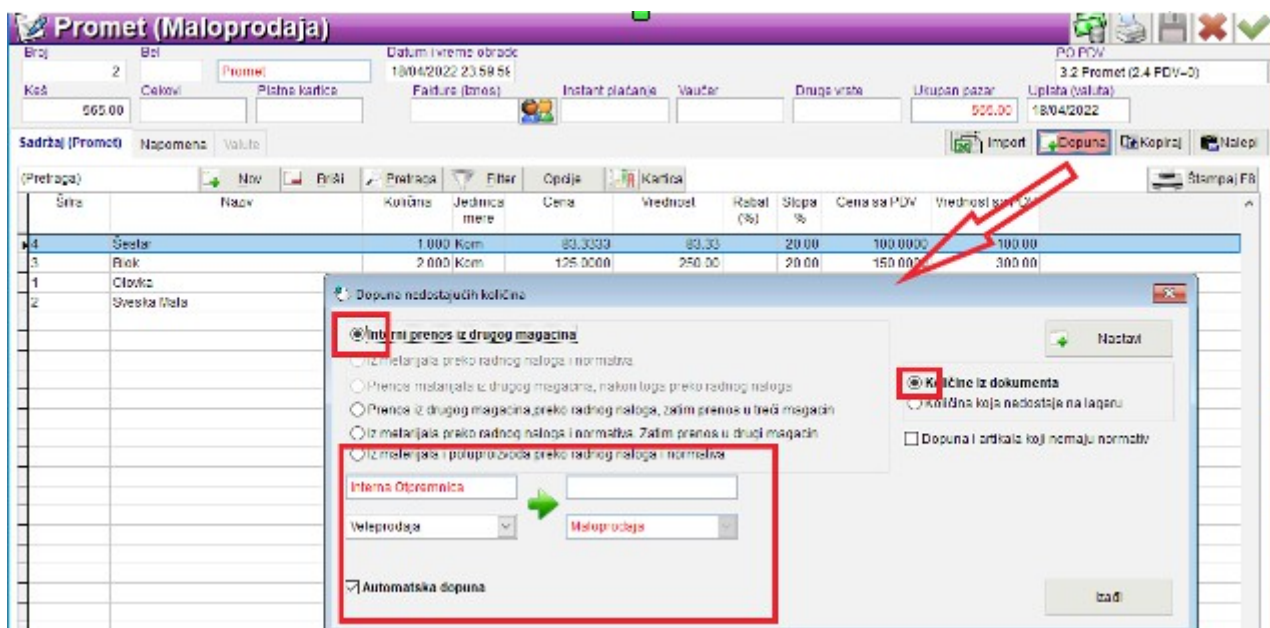 Promet (Maloprodaja)
Broj Bel Datum i vreme obrade PO PDV
2 Promet 18/04/2022 23:59:59 3.2 Promet (2.4 PDV-0)
Keš Čekovi Platna kartica Fakture (Iznos) Instant plaćanje Vaučer Druge vrste Ukupan pazar Uplata (valuta)
565.00 565.00 18/04/2022
Sadržaj (Promet) Napomena Valute Import Dopuna Kopiraj Nalepi
(Pretraga) Nov Briši Pretraga Filter Opcije Kartica Štampaj F8
Šifra Naziv Količina Jedinica mere Cena Vrednost Rabat (%) Stopa % Cena sa PDV Vrednost sa
4 Šestar 1.000 Kom 83.3333 83.33 20.00 100.0000 100.00
3 Blok 2.000 Kom 125.0000 250.00 20.00 150.000 300.00
1 Olovka
2 Sveska Mala
Dopuna nedostajućih količina
Interni prenos iz drugog magacina
Iz materijala preko radnog naloga i normativa
Prenos materijala iz drugog magacina, nakon toga preko radnog naloga
Prenos iz drugog magacina,preko radnog naloga, zatim prenos u treći magacin
Iz materijala preko radnog naloga i normativa. Zatim prenos u drugi magacin
Iz materijala i poluproizvoda preko radnog naloga i normativa
Nastavi
Količine iz dokumenta
Količina koja nedostaje na lageru
Dopuna i artikala koji nemaju normativ
Interna Otpremnica
Veleprodaja Maloprodaja
Automatska dopuna
Izađi